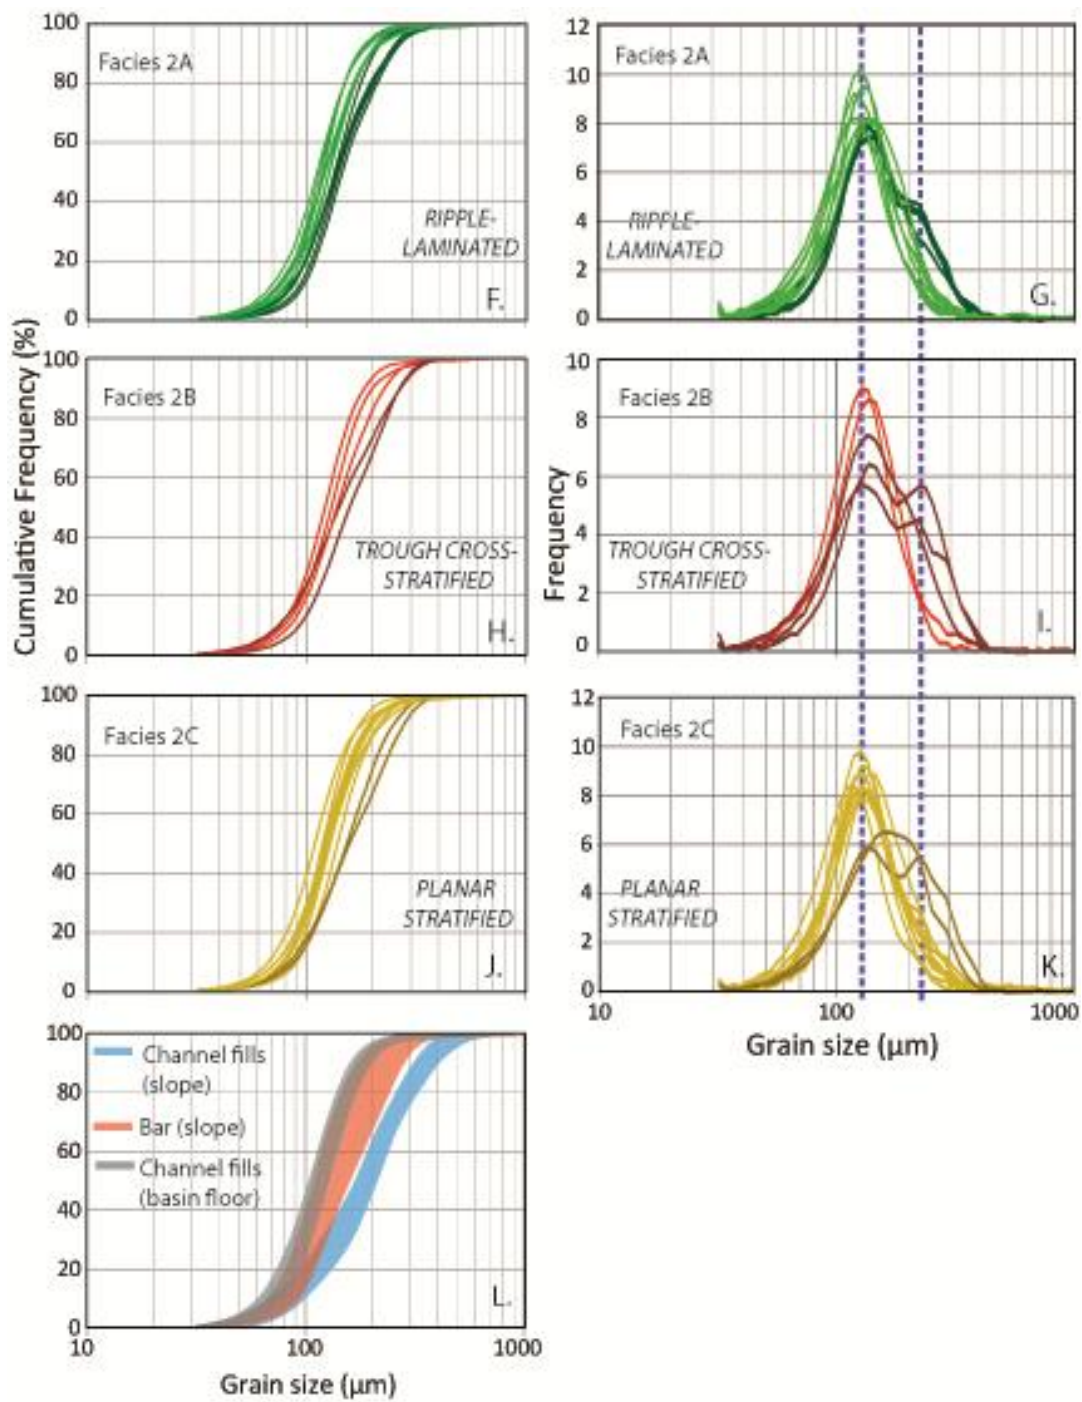 100
80
60
40
20
0
Facies 2A
RIPPLE-
LAMINATED
F.
12
10
8
6
4
2
0
Facies 2A
RIPPLE-
LAMINATED
G.
Cumulative Frequency (%)
100
80
60
40
20
0
Facies 2B
TROUGH CROSS-
STRATIFIED
H.
Frequency
10
8
6
4
2
0
Facies 2B
TROUGH CROSS-
STRATIFIED
I.
100
80
60
40
20
0
Facies 2C
PLANAR
STRATIFIED
J.
12
10
8
6
4
2
0
Facies 2C
PLANAR
STRATIFIED
K.
10
100
1000
Grain size (µm)
100
80
60
40
20
0
Channel fills
(slope)
Bar (slope)
Channel fills
(basin floor)
L.
10
100
1000
Grain size (µm)